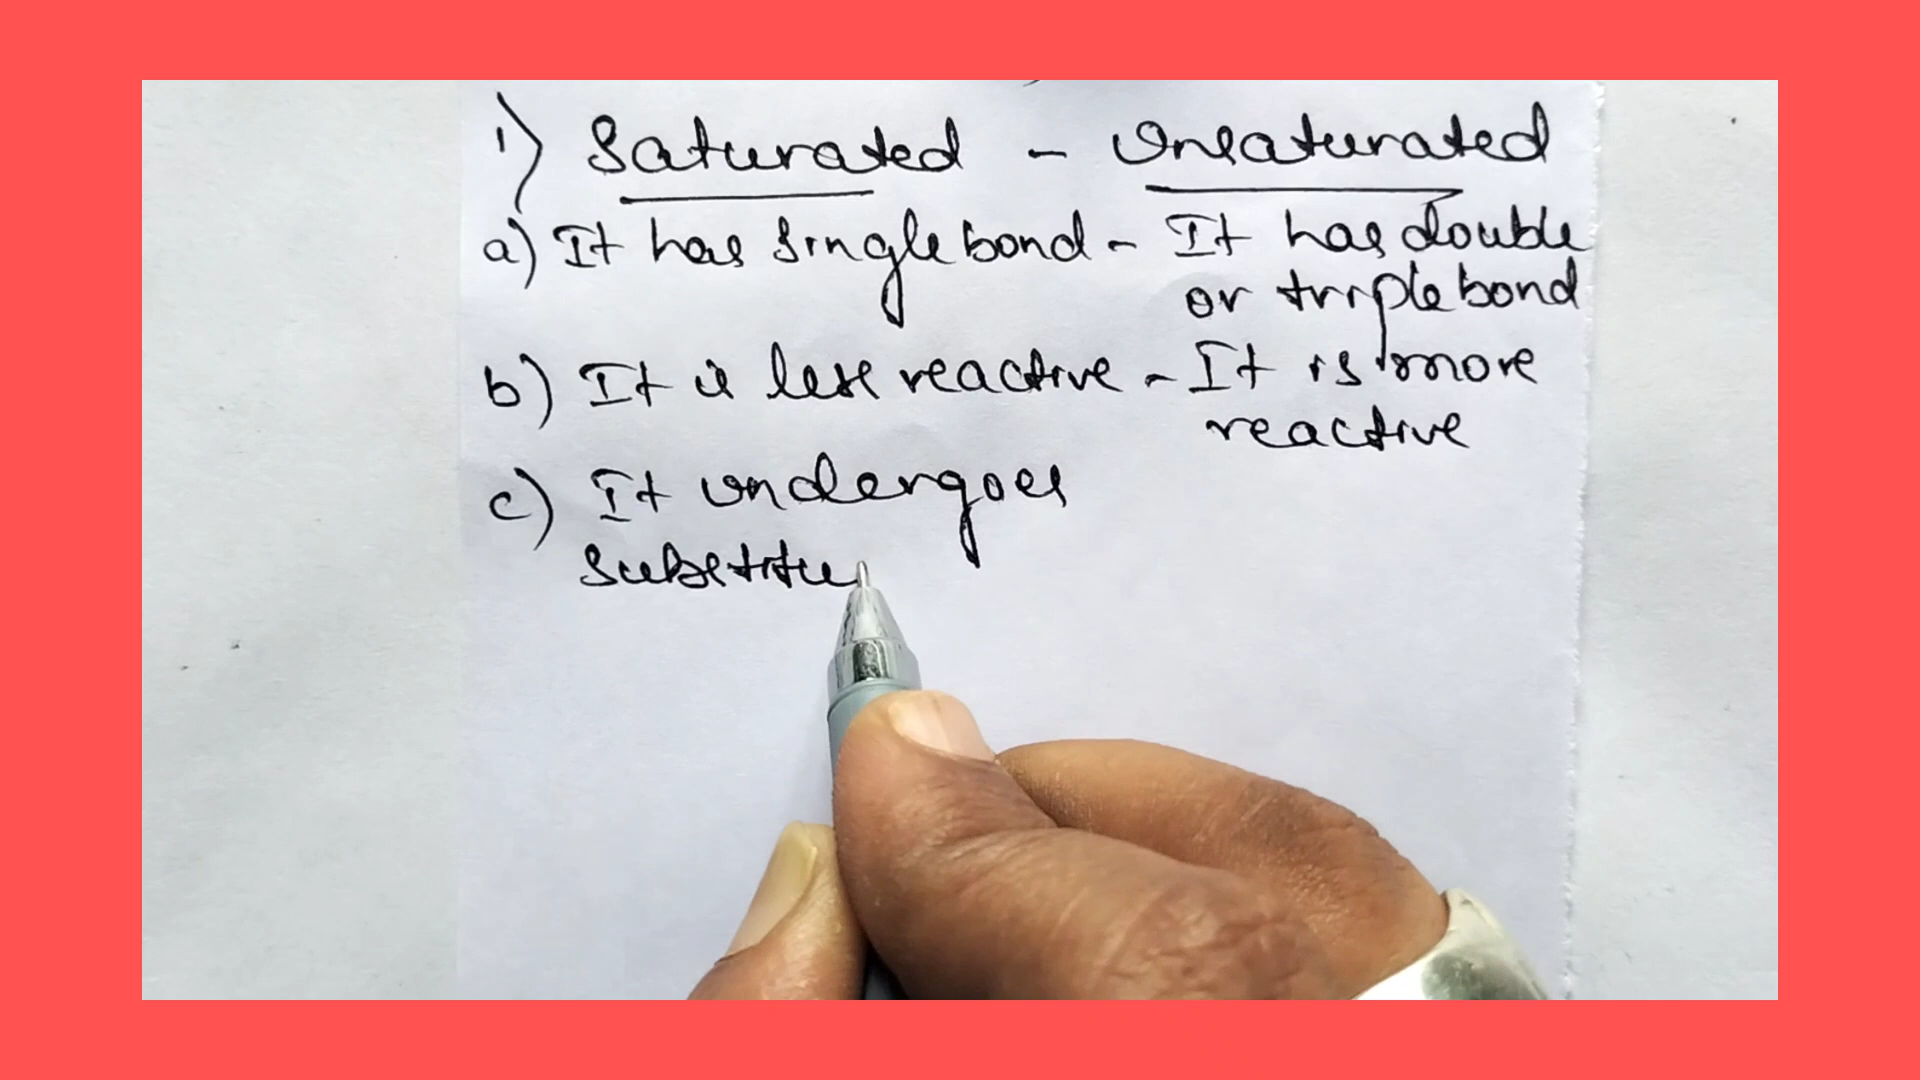 1) Saturated - Unsaturated
a) It has single bond - It has double
or triple bond
b) It is less reactive - It is more
reactive
c) It undergoes
Substitu